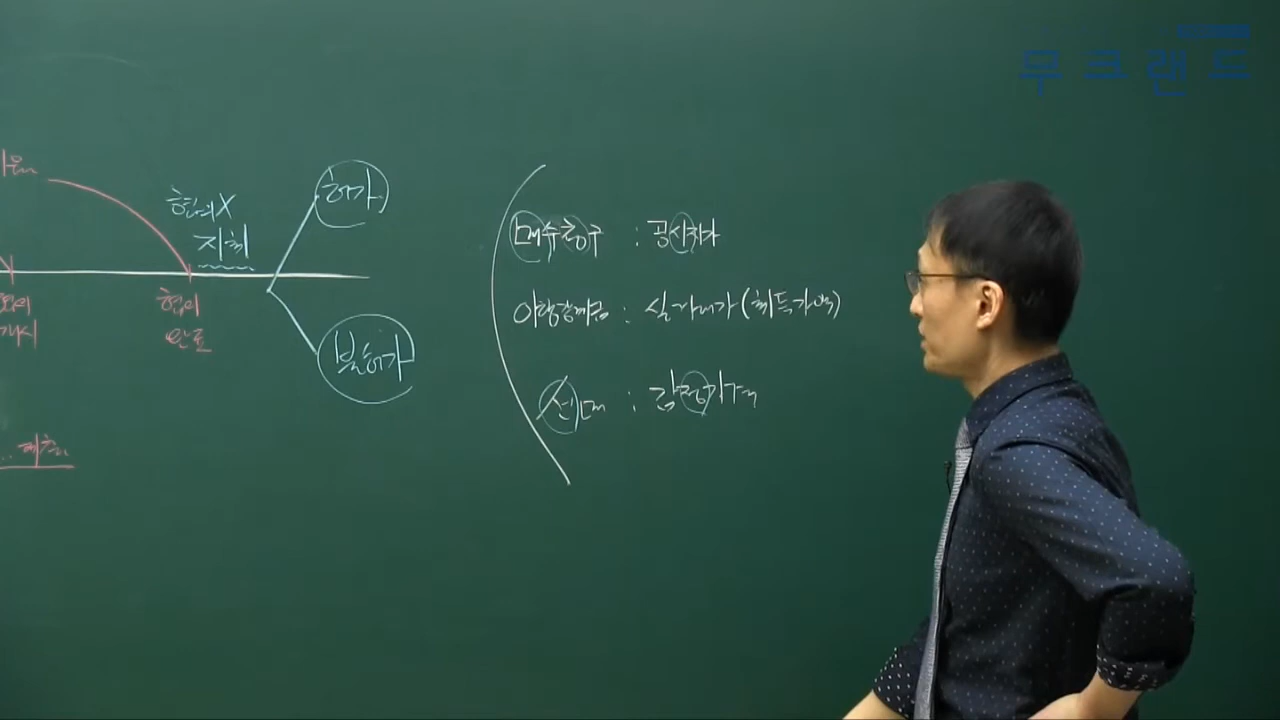 무크랜드
협의X
지체
허가
협의
완료
불허가
매수청구 : 공시지가
이행강제금 : 실거래가(취득가액)
선매 : 감정가격